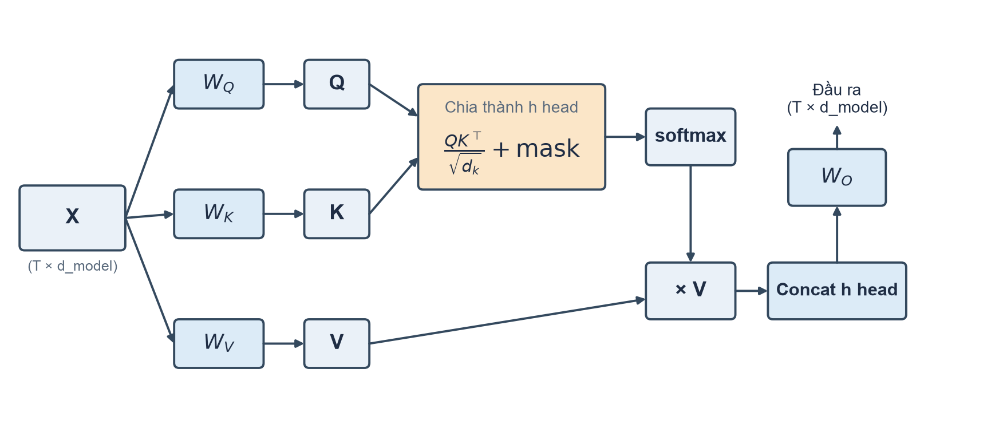 X
(T × d_model)
W_Q
Q
W_K
K
W_V
V
Chia thành h head
QK^⊤/√d_k + mask
softmax
× V
Concat h head
W_O
Đầu ra
(T × d_model)